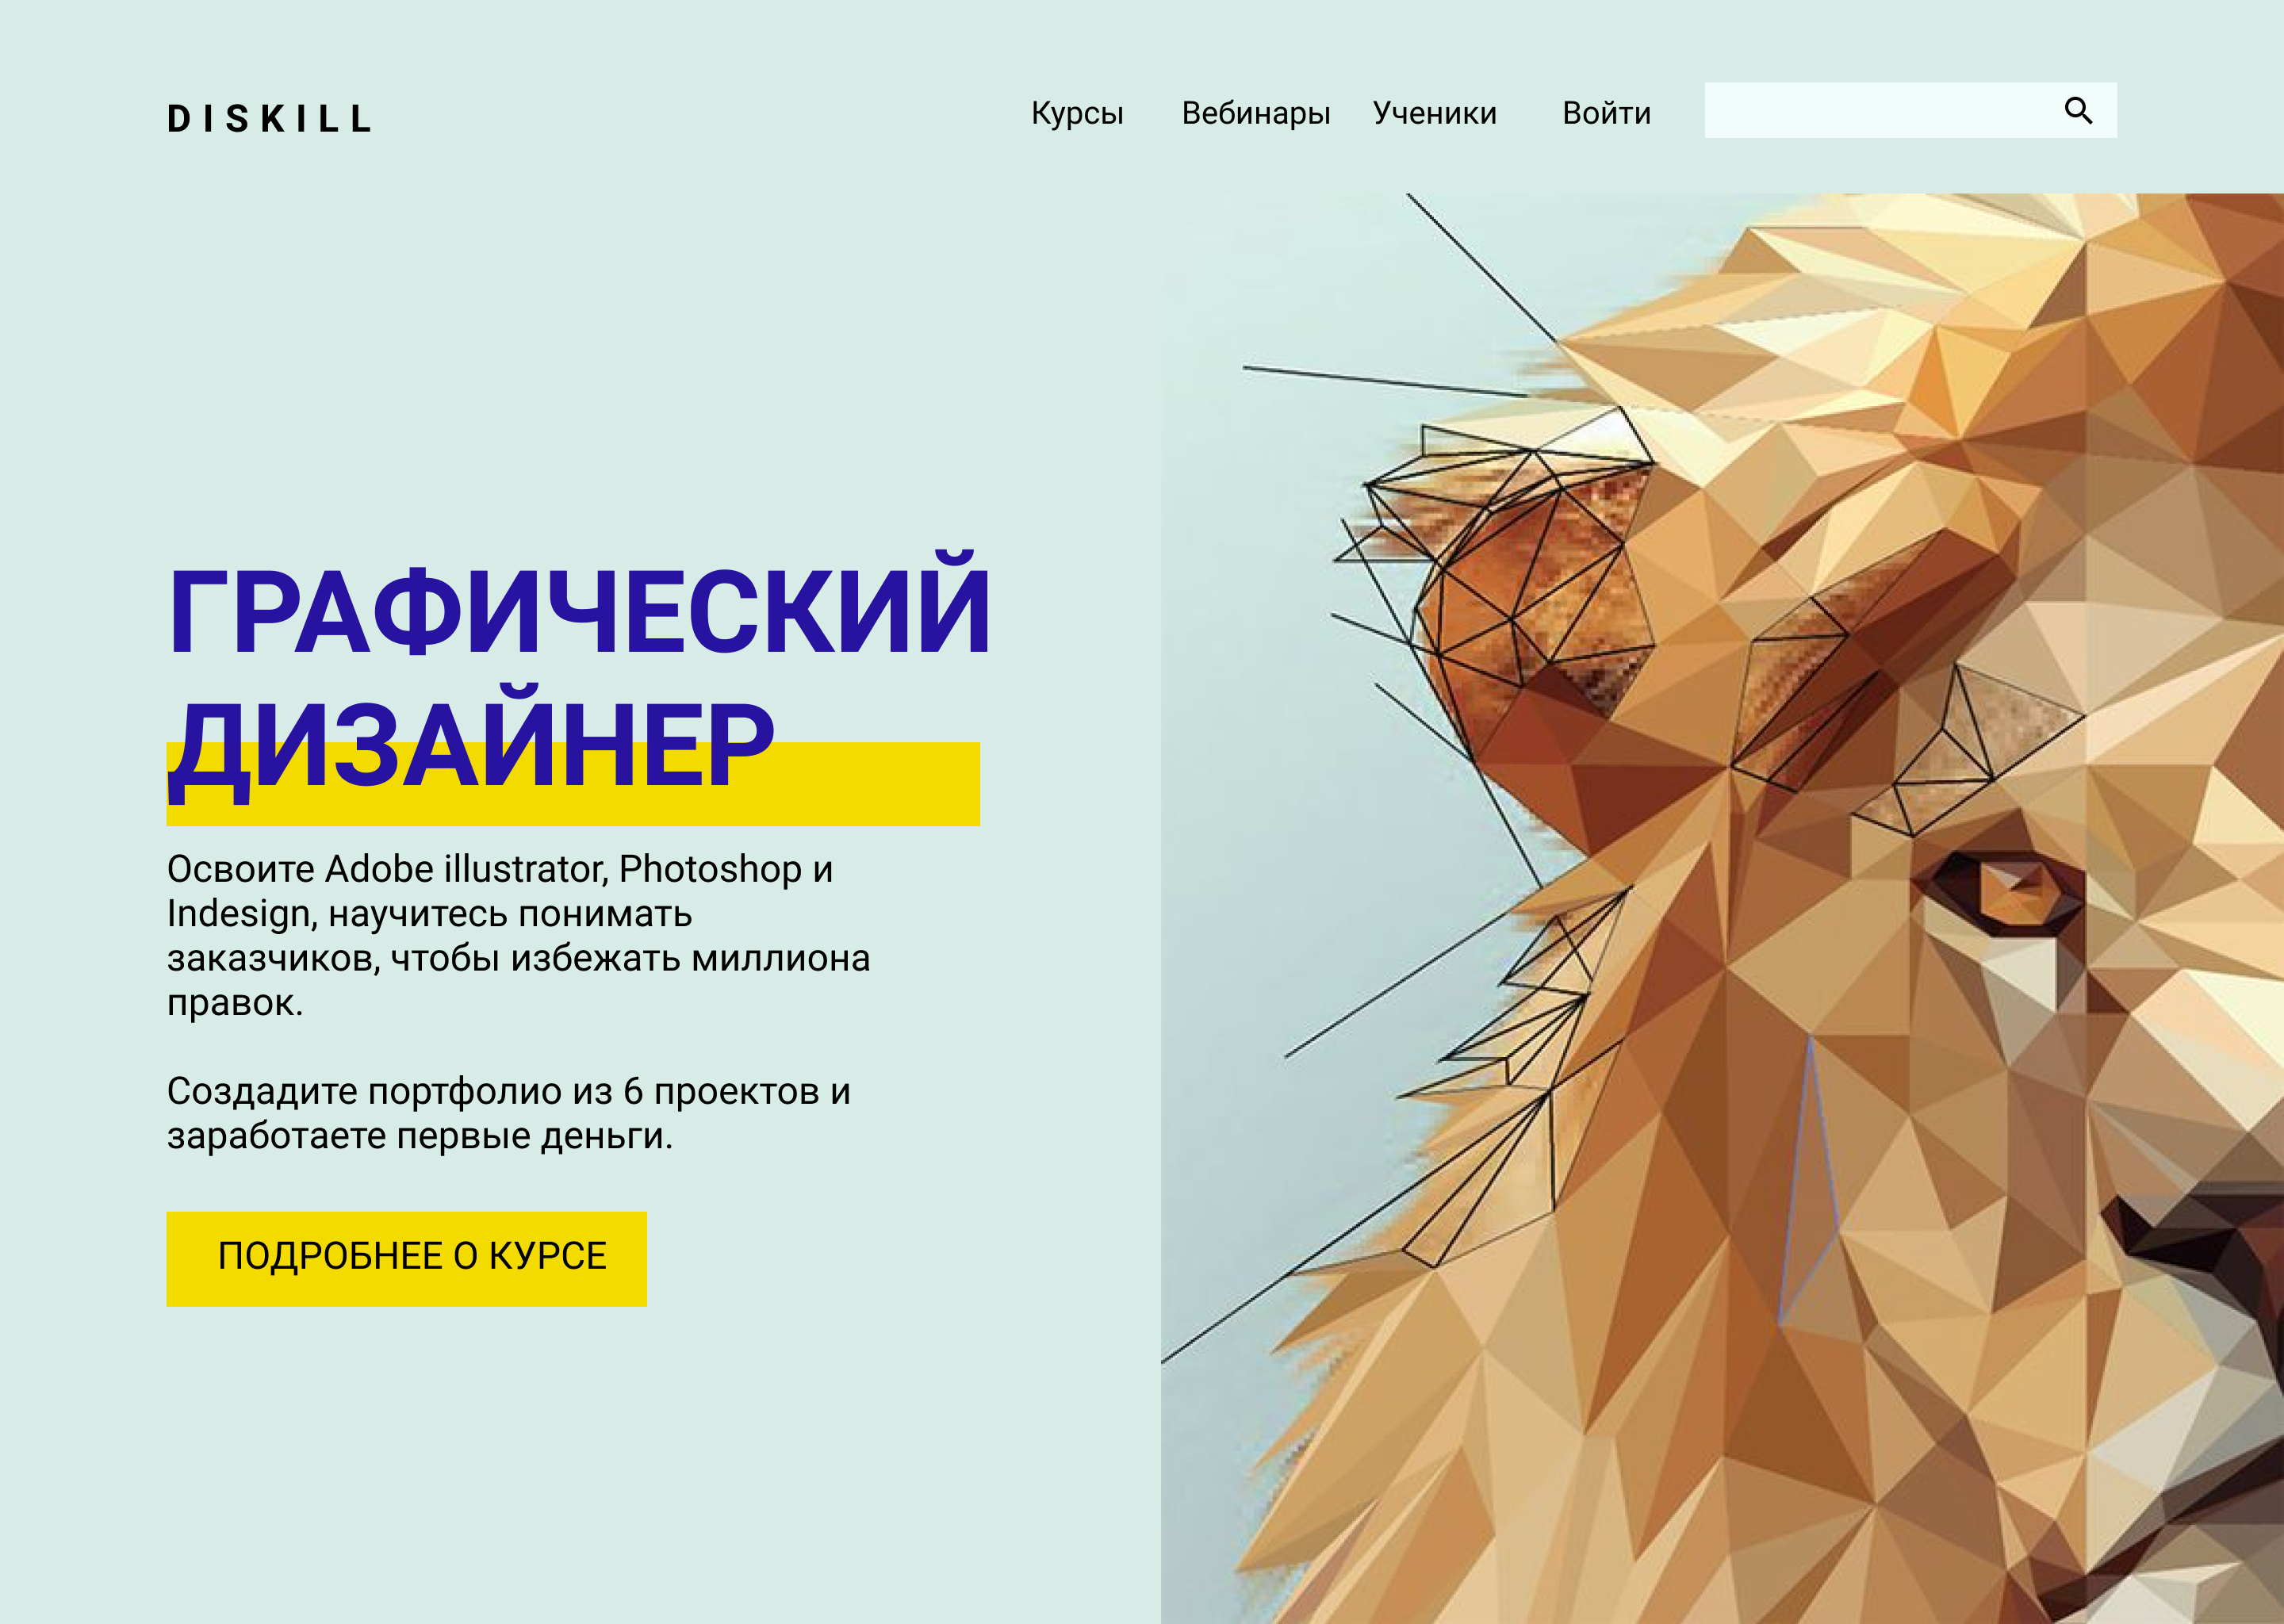 DISKILL
Курсы Вебинары Ученики Войти
ГРАФИЧЕСКИЙ
ДИЗАЙНЕР
Освоите Adobe illustrator, Photoshop и
Indesign, научитесь понимать
заказчиков, чтобы избежать миллиона
правок.
Создадите портфолио из 6 проектов и
заработаете первые деньги.
ПОДРОБНЕЕ О КУРСЕ